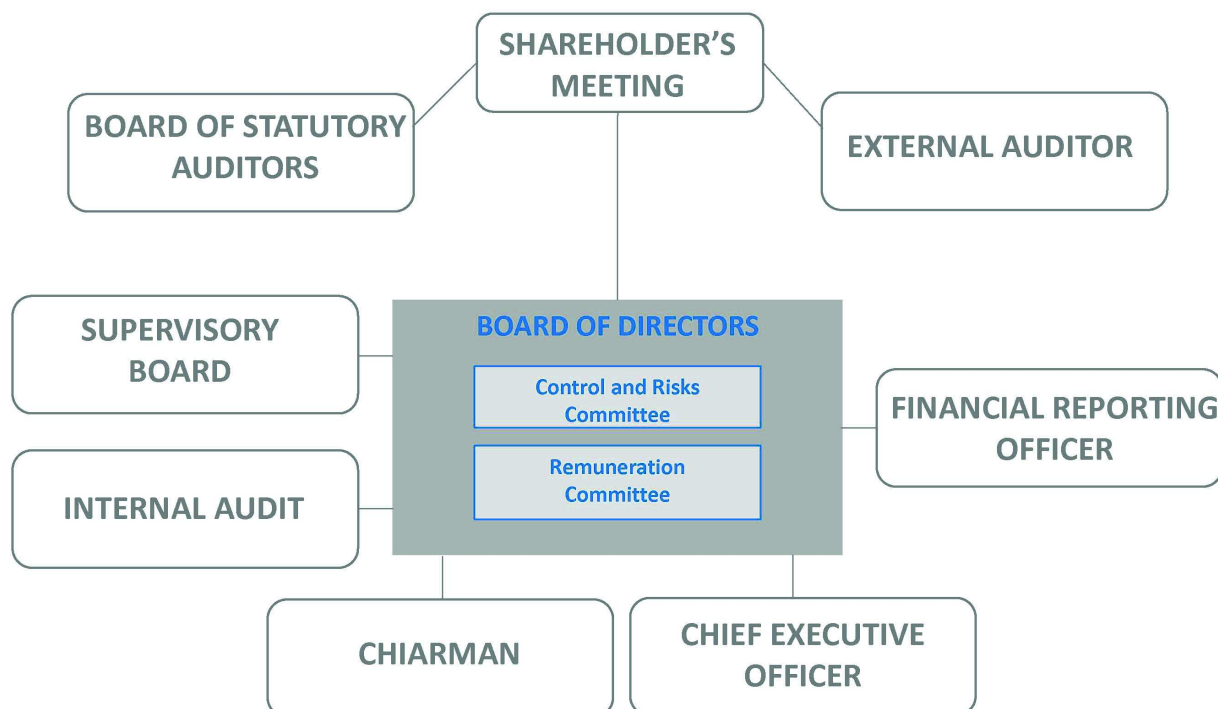 SHAREHOLDER’S
MEETING
BOARD OF STATUTORY
AUDITORS
EXTERNAL AUDITOR
SUPERVISORY
BOARD
BOARD OF DIRECTORS
Control and Risks
Committee
Remuneration
Committee
FINANCIAL REPORTING
OFFICER
INTERNAL AUDIT
CHIARMAN
CHIEF EXECUTIVE
OFFICER